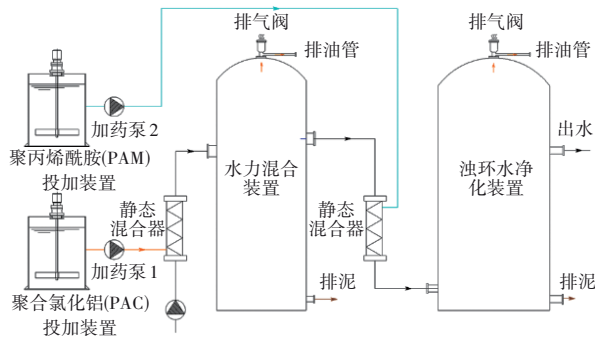 排气阀
排油管
排气阀
排油管
加药泵2
聚丙烯酰胺(PAM)
投加装置
水力混合
装置
出水
浊环水净
化装置
静态
混合器
静态
混合器
加药泵1
排泥
排泥
聚合氯化铝(PAC)
投加装置